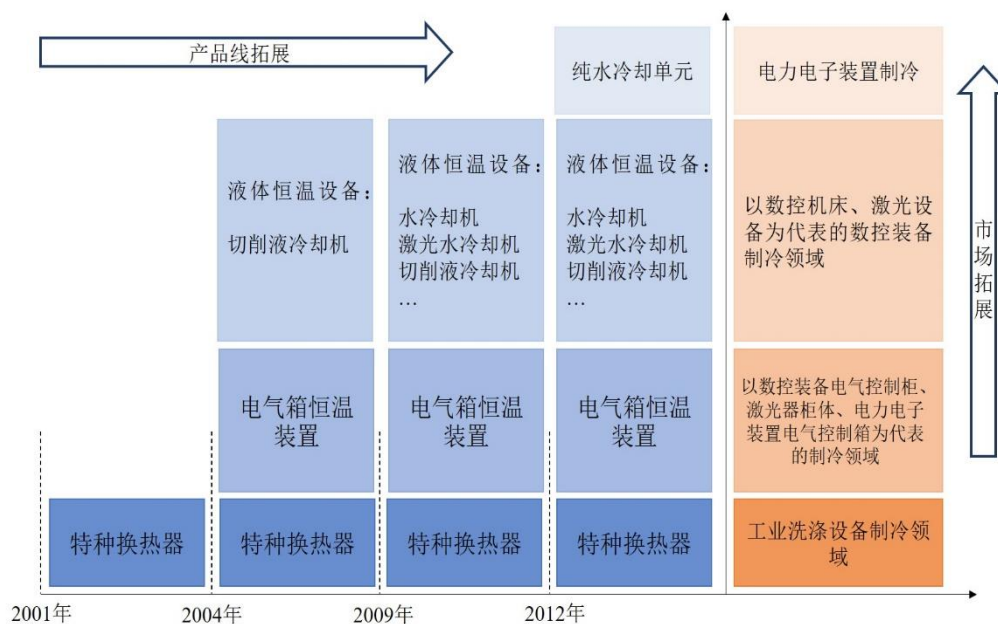 产品线拓展
纯水冷却单元
电力电子装置制冷
液体恒温设备：
切削液冷却机
液体恒温设备：
水冷却机
激光水冷却机
切削液冷却机
…
液体恒温设备：
水冷却机
激光水冷却机
切削液冷却机
…
以数控机床、激光设
备为代表的数控装备
制冷领域
市场拓展
电气箱恒温
装置
电气箱恒温
装置
电气箱恒温
装置
以数控装备电气控制柜、
激光器柜体、电力电子
装置电气控制箱为代表
的制冷领域
特种换热器
特种换热器
特种换热器
特种换热器
工业洗涤设备制冷领
域
2001年
2004年
2009年
2012年